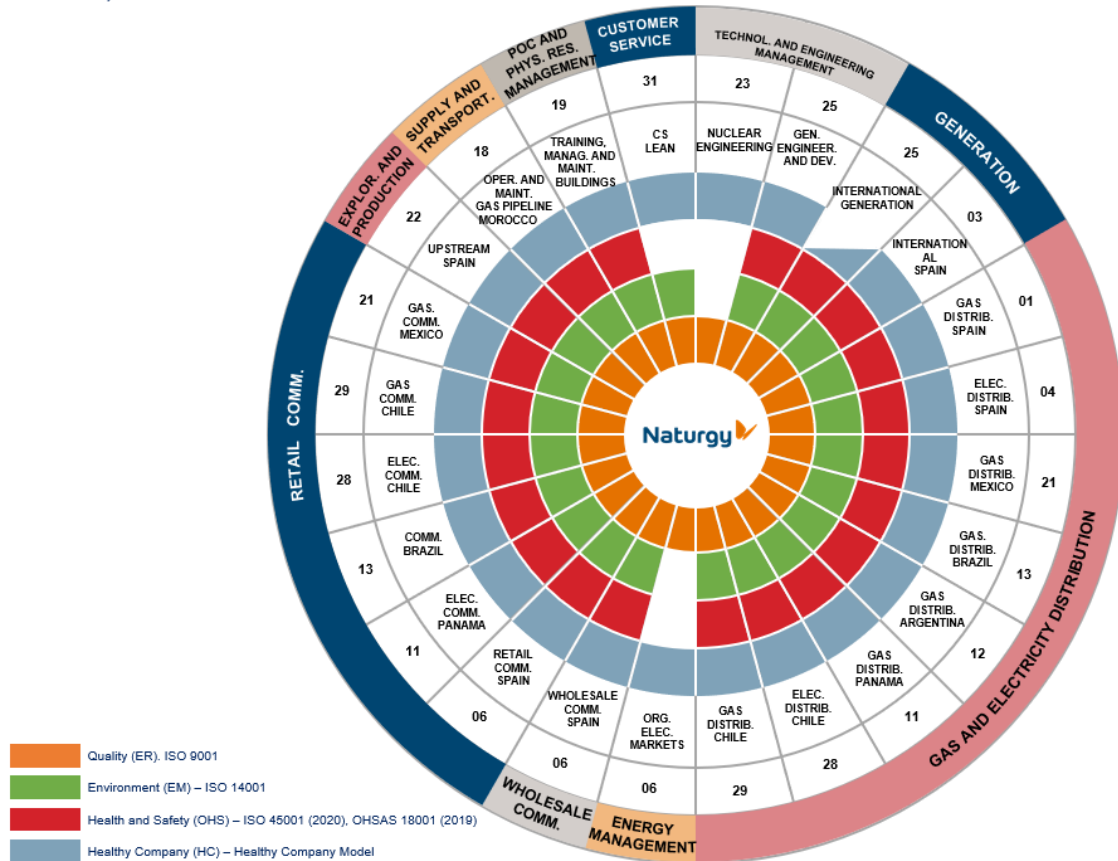 CUSTOMER
SERVICE
31
CS
LEAN
TECHNOL. AND ENGINEERING
MANAGEMENT
23
NUCLEAR
ENGINEERING
25
GEN.
ENGINEER.
AND DEV.
GENERATION
25
INTERNATIONAL
GENERATION
03
INTERNATION
AL
SPAIN
GAS AND ELECTRICITY DISTRIBUTION
01
GAS
DISTRIB.
SPAIN
04
ELEC.
DISTRIB.
SPAIN
21
GAS
DISTRIB.
MEXICO
13
GAS.
DISTRIB.
BRAZIL
12
GAS
DISTRIB.
ARGENTINA
11
GAS
DISTRIB.
PANAMA
28
ELEC.
DISTRIB.
CHILE
29
GAS
DISTRIB.
CHILE
ENERGY
MANAGEMENT
06
ORG.
ELEC.
MARKETS
WHOLESALE
COMM.
06
WHOLESALE
COMM.
SPAIN
RETAIL COMM.
06
RETAIL
COMM.
SPAIN
11
ELEC.
COMM.
PANAMA
13
COMM.
BRAZIL
28
ELEC.
COMM.
CHILE
29
GAS
COMM.
CHILE
21
GAS.
COMM.
MEXICO
EXPLOR. AND
PRODUCTION
22
UPSTREAM
SPAIN
SUPPLY AND
TRANSPORT.
18
OPER. AND
MAINT.
GAS PIPELINE
MOROCCO
POC AND
PHYS. RES.
MANAGEMENT
19
TRAINING,
MANAG. AND
MAINT.
BUILDINGS
Naturgy
Quality (ER). ISO 9001
Environment (EM) – ISO 14001
Health and Safety (OHS) – ISO 45001 (2020), OHSAS 18001 (2019)
Healthy Company (HC) – Healthy Company Model